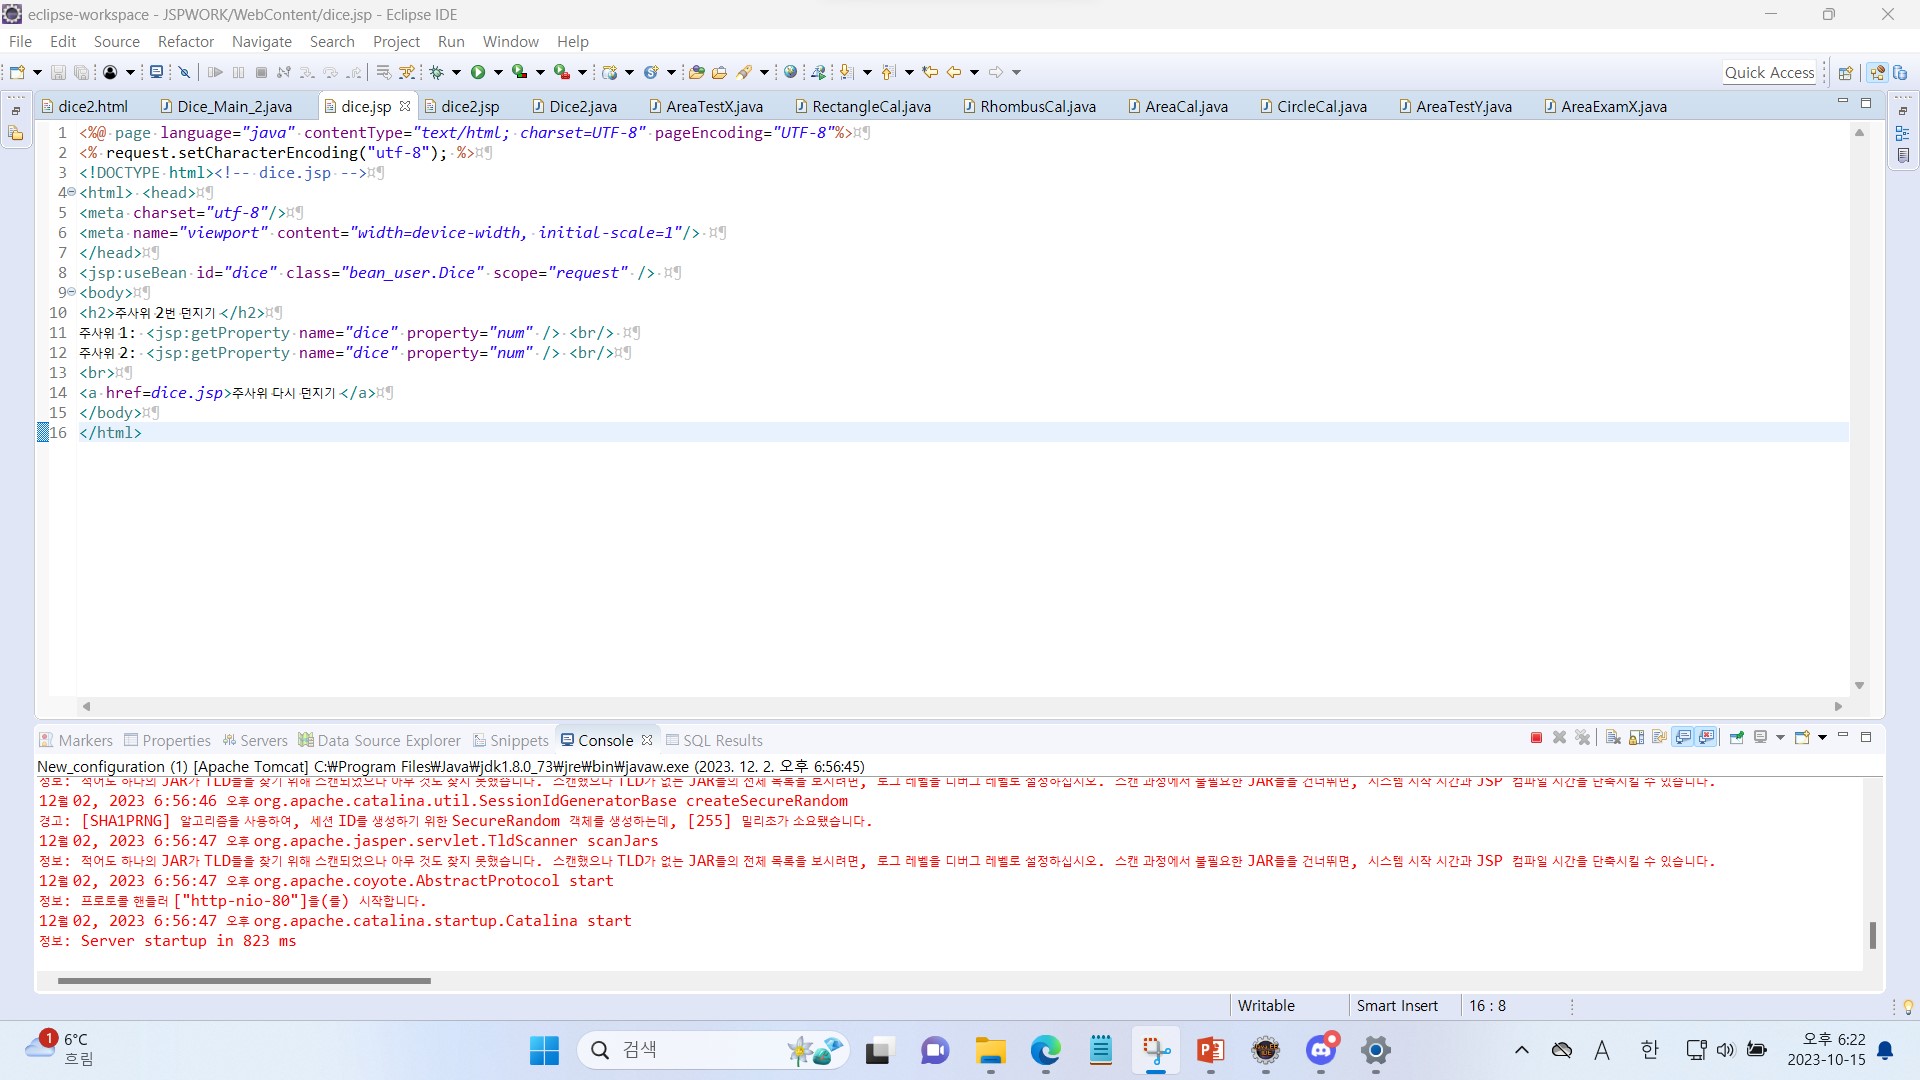 eclipse-workspace - JSPWORK/WebContent/dice.jsp - Eclipse IDE
File Edit Source Refactor Navigate Search Project Run Window Help
Quick Access
dice2.html Dice_Main_2.java dice.jsp dice2.jsp Dice2.java AreaTestX.java RectangleCal.java RhombusCal.java AreaCal.java CircleCal.java AreaTestY.java AreaExamX.java
1 <%@ page language="java" contentType="text/html; charset=UTF-8" pageEncoding="UTF-8"%>¤¶
2 <% request.setCharacterEncoding("utf-8"); %>¤¶
3 <!DOCTYPE html><!-- dice.jsp -->¤¶
4 <html> <head>¤¶
5 <meta charset="utf-8"/>¤¶
6 <meta name="viewport" content="width=device-width, initial-scale=1"/> ¤¶
7 </head>¤¶
8 <jsp:useBean id="dice" class="bean_user.Dice" scope="request" /> ¤¶
9 <body>¤¶
10 <h2>주사위 2번 던지기</h2>¤¶
11 주사위 1: <jsp:getProperty name="dice" property="num" /> <br/> ¤¶
12 주사위 2: <jsp:getProperty name="dice" property="num" /> <br/>¤¶
13 <br>¤¶
14 <a href=dice.jsp>주사위 다시 던지기</a>¤¶
15 </body>¤¶
16 </html>
Markers Properties Servers Data Source Explorer Snippets Console SQL Results
New_configuration (1) [Apache Tomcat] C:₩Program Files₩Java₩jdk1.8.0_73₩jre₩bin₩javaw.exe (2023. 12. 2. 오후 6:56:45)
정보: 적어도 하나의 JAR가 TLD들을 찾기 위해 스캔되었으나 아무 것도 찾지 못했습니다. 스캔했으나 TLD가 없는 JAR들의 전체 목록을 보시려면, 로그 레벨을 디버그 레벨로 설정하십시오. 스캔 과정에서 불필요한 JAR들을 건너뛰면, 시스템 시작 시간과 JSP 컴파일 시간을 단축시킬 수 있습니다.
12월 02, 2023 6:56:46 오후 org.apache.catalina.util.SessionIdGeneratorBase createSecureRandom
경고: [SHA1PRNG] 알고리즘을 사용하여, 세션 ID를 생성하기 위한 SecureRandom 객체를 생성하는데, [255] 밀리초가 소요됐습니다.
12월 02, 2023 6:56:47 오후 org.apache.jasper.servlet.TldScanner scanJars
정보: 적어도 하나의 JAR가 TLD들을 찾기 위해 스캔되었으나 아무 것도 찾지 못했습니다. 스캔했으나 TLD가 없는 JAR들의 전체 목록을 보시려면, 로그 레벨을 디버그 레벨로 설정하십시오. 스캔 과정에서 불필요한 JAR들을 건너뛰면, 시스템 시작 시간과 JSP 컴파일 시간을 단축시킬 수 있습니다.
12월 02, 2023 6:56:47 오후 org.apache.coyote.AbstractProtocol start
정보: 프로토콜 핸들러 ["http-nio-80"]을(를) 시작합니다.
12월 02, 2023 6:56:47 오후 org.apache.catalina.startup.Catalina start
정보: Server startup in 823 ms
Writable Smart Insert 16 : 8
1 6°C
흐림
검색
A 한
오후 6:22
2023-10-15